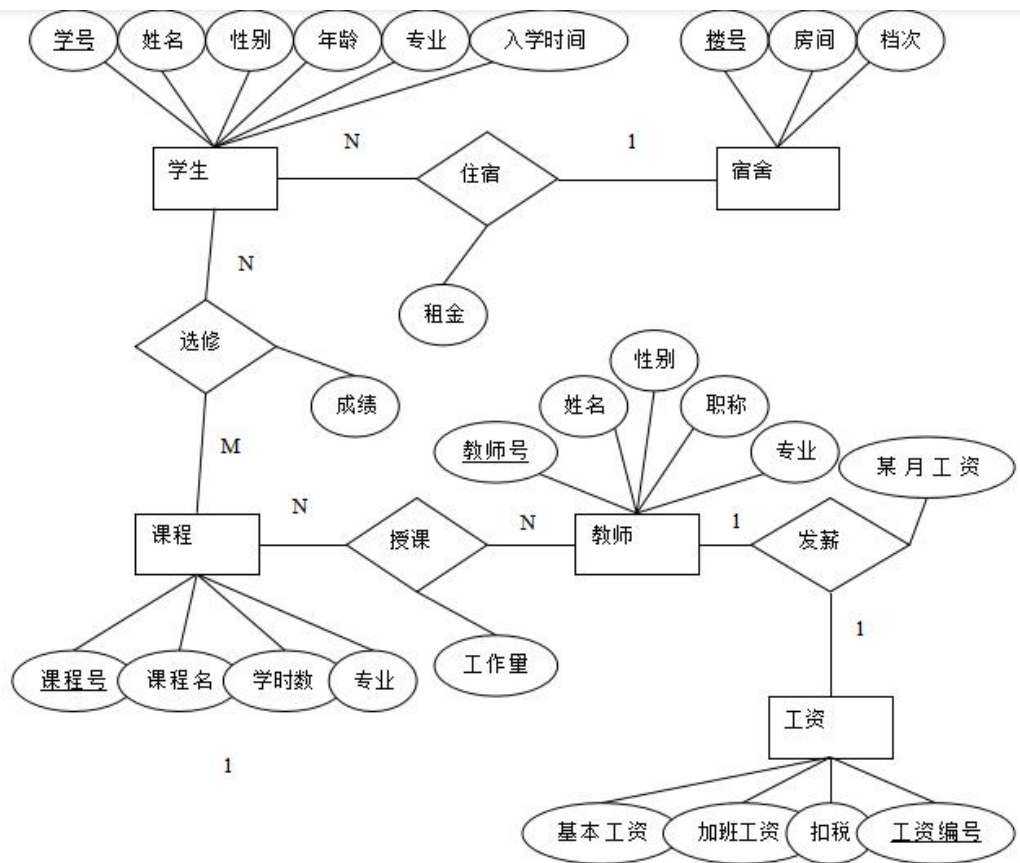 学号 姓名 性别 年龄 专业 入学时间 楼号 房间 档次
N 1
学生 住宿 宿舍
N
租金
选修
性别
成绩 姓名 职称
M 教师号 专业 某月工资
N N 1
课程 授课 教师 发薪
1
工作量
课程号 课程名 学时数 专业
工资
1
基本工资 加班工资 扣税 工资编号